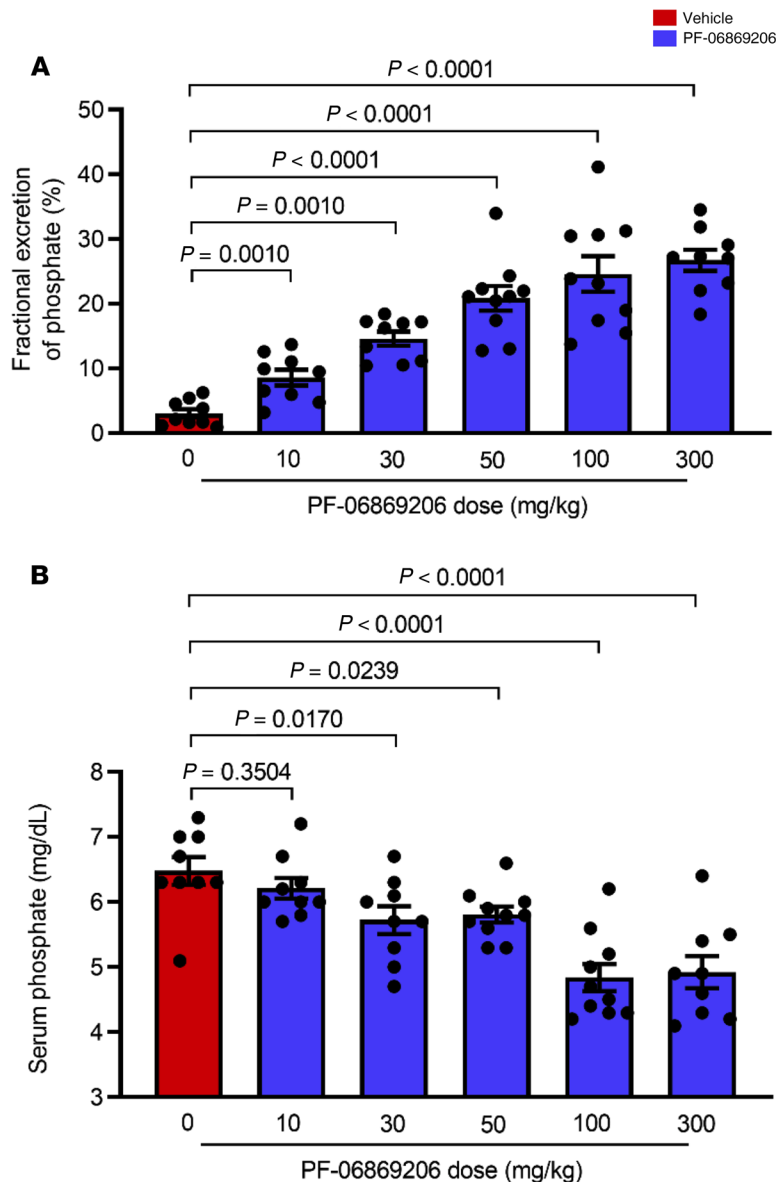 Vehicle
PF-06869206
A
P < 0.0001
P < 0.0001
P < 0.0001
P = 0.0010
P = 0.0010
Fractional excretion
of phosphate (%)
50
40
30
20
10
0
0 10 30 50 100 300
PF-06869206 dose (mg/kg)
B
P < 0.0001
P < 0.0001
P = 0.0239
P = 0.0170
P = 0.3504
Serum phosphate (mg/dL)
8
7
6
5
4
3
0 10 30 50 100 300
PF-06869206 dose (mg/kg)